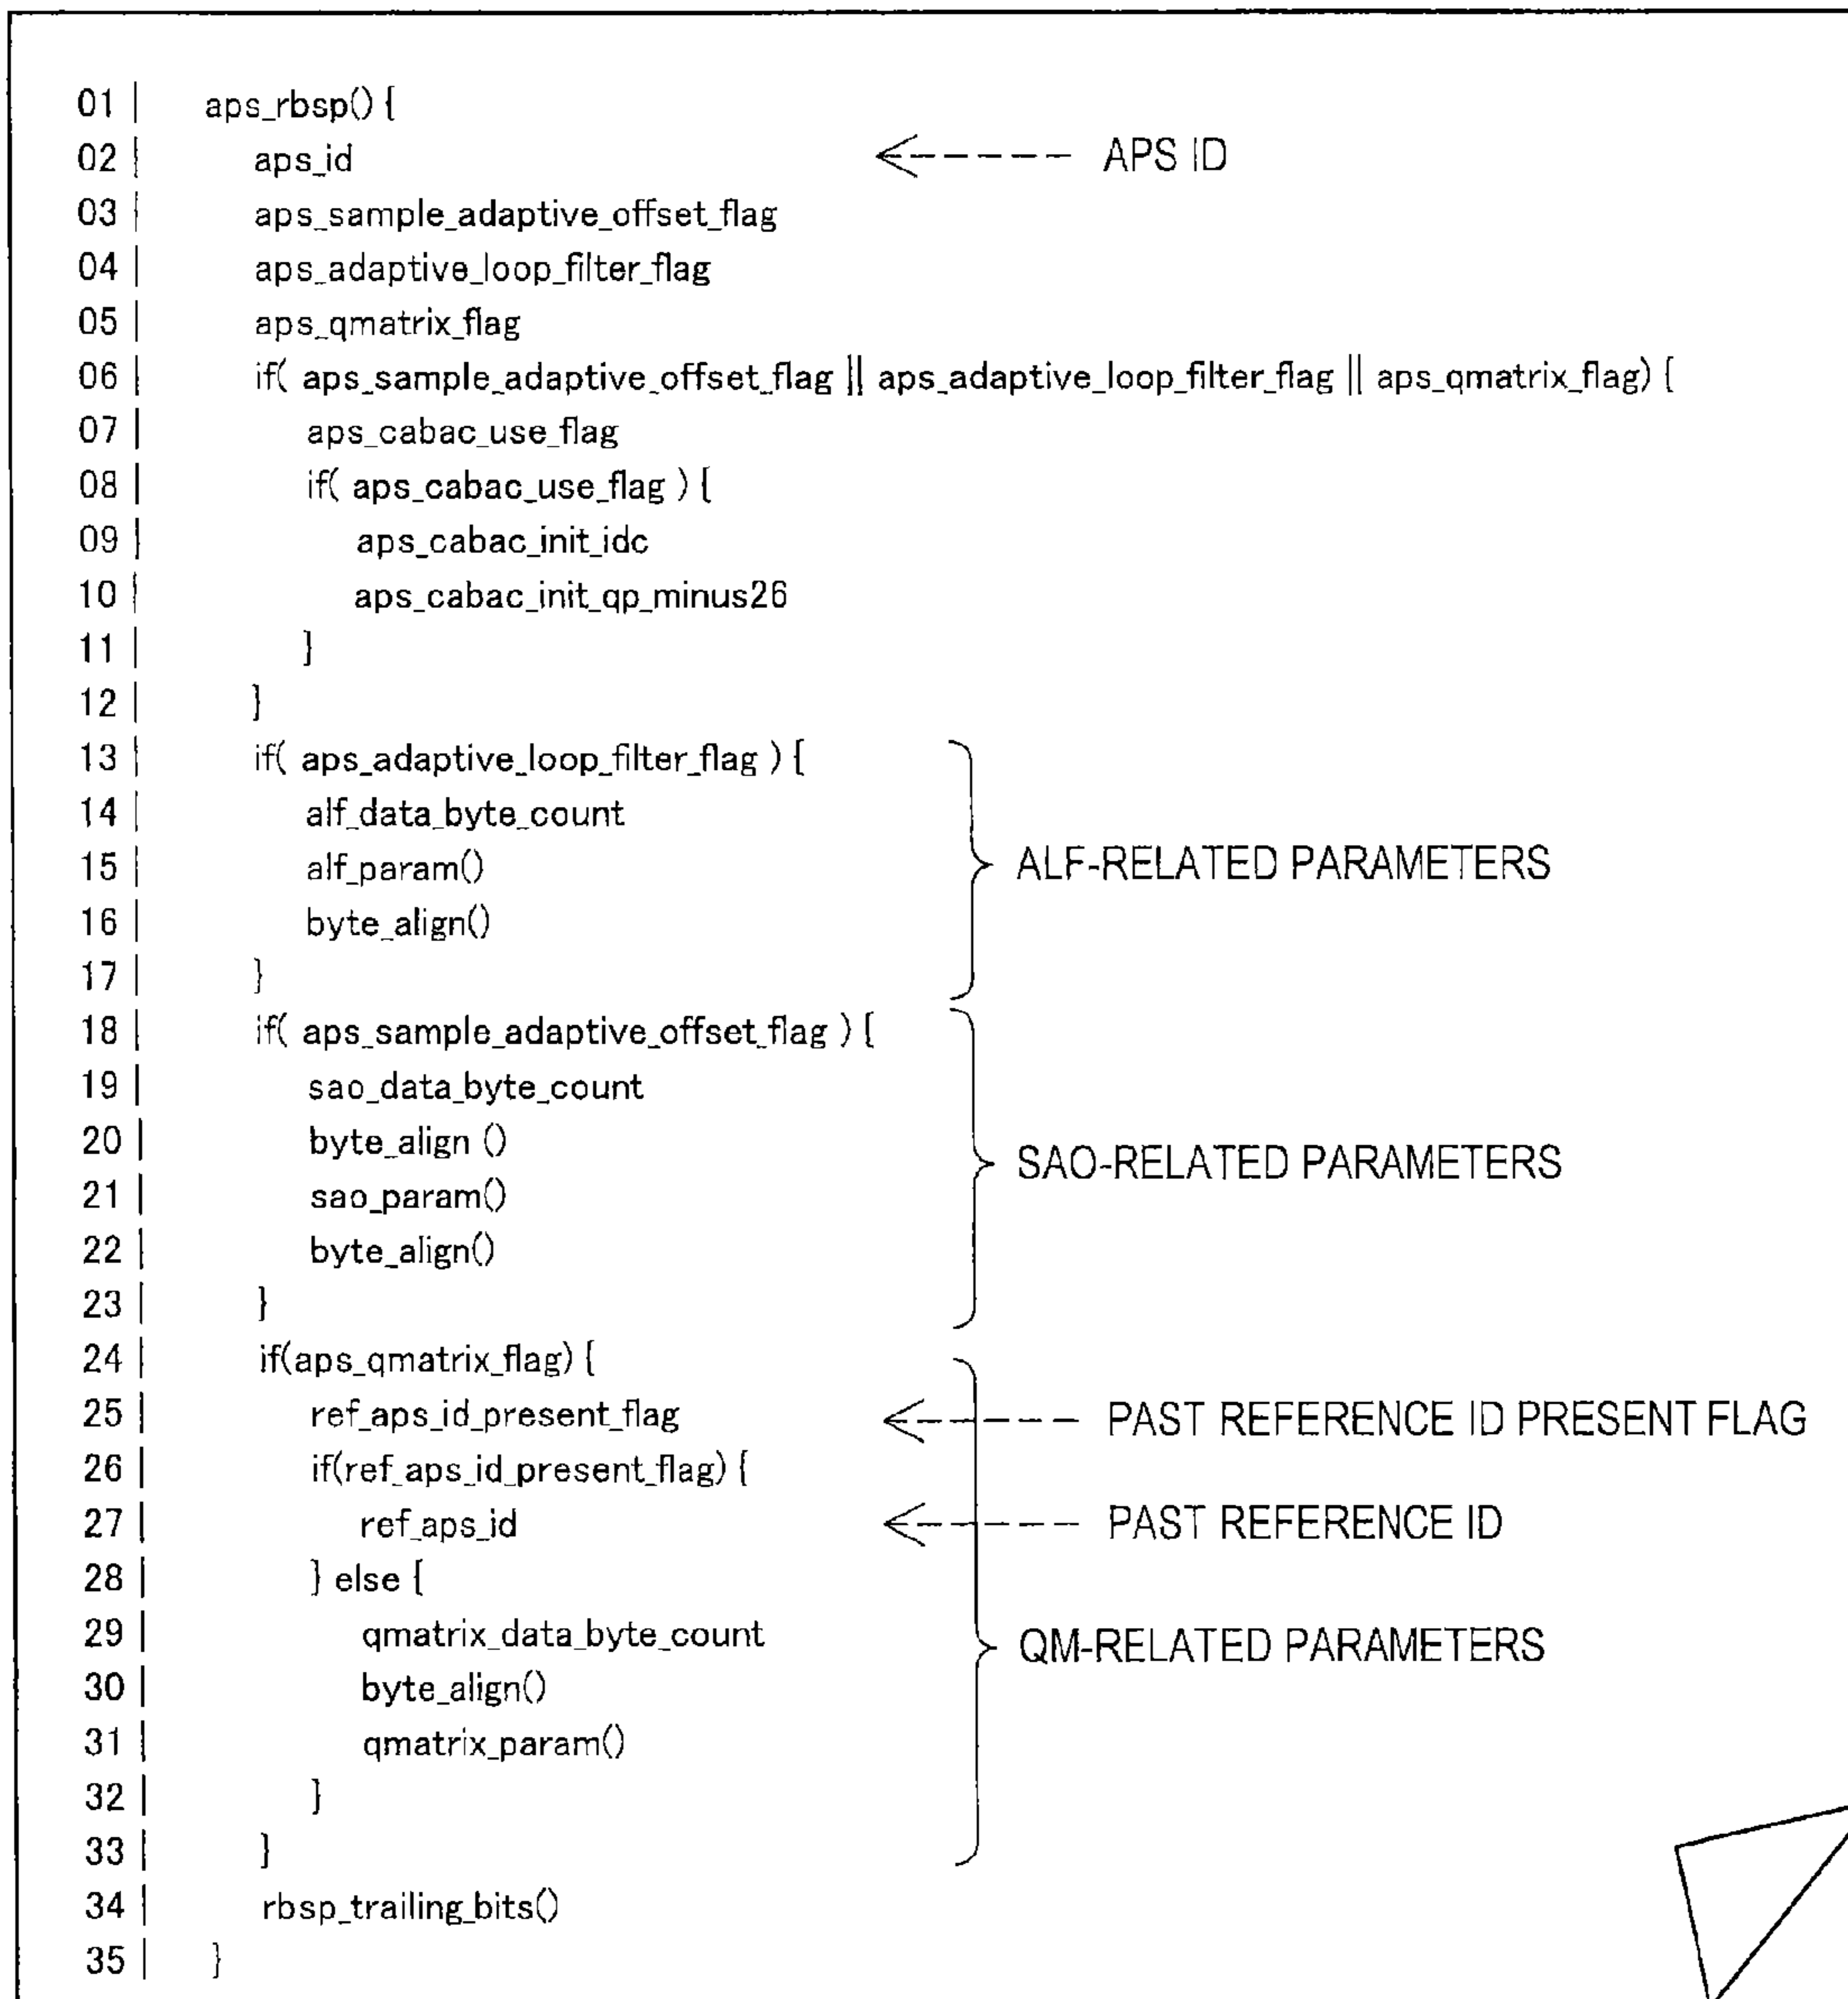 01 | aps_rbsp() {
02 | aps_id <----- APS ID
03 | aps_sample_adaptive_offset_flag
04 | aps_adaptive_loop_filter_flag
05 | aps_qmatrix_flag
06 | if( aps_sample_adaptive_offset_flag || aps_adaptive_loop_filter_flag || aps_qmatrix_flag) {
07 | aps_cabac_use_flag
08 | if( aps_cabac_use_flag ) {
09 | aps_cabac_init_idc
10 | aps_cabac_init_qp_minus26
11 | }
12 | }
13 | if( aps_adaptive_loop_filter_flag ) {
14 | alf_data_byte_count
15 | alf_param() ALF-RELATED PARAMETERS
16 | byte_align()
17 | }
18 | if( aps_sample_adaptive_offset_flag ) {
19 | sao_data_byte_count
20 | byte_align () SAO-RELATED PARAMETERS
21 | sao_param()
22 | byte_align()
23 | }
24 | if(aps_qmatrix_flag) {
25 | ref_aps_id_present_flag <----- PAST REFERENCE ID PRESENT FLAG
26 | if(ref_aps_id_present_flag) {
27 | ref_aps_id <----- PAST REFERENCE ID
28 | } else {
29 | qmatrix_data_byte_count QM-RELATED PARAMETERS
30 | byte_align()
31 | qmatrix_param()
32 | }
33 | }
34 | rbsp_trailing_bits()
35 | }